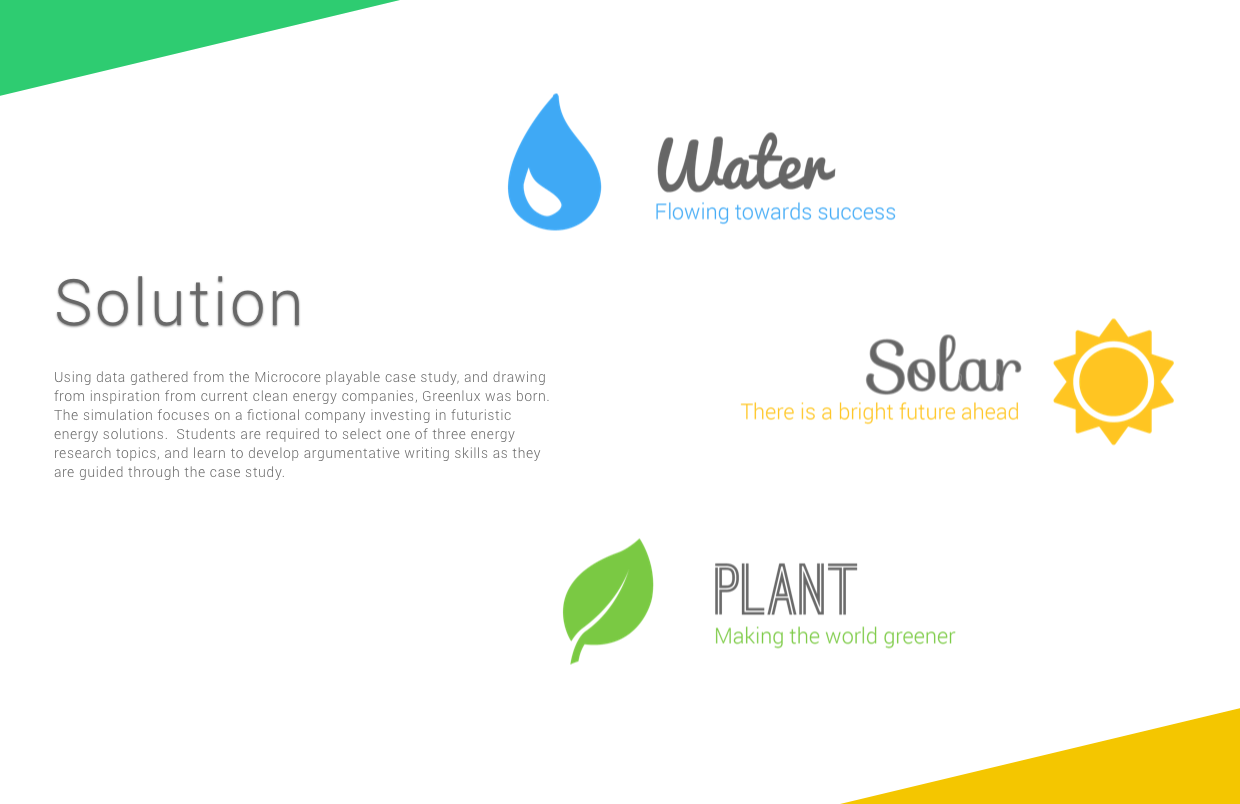 Water
Flowing towards success
Solution
Using data gathered from the Microcore playable case study, and drawing
from inspiration from current clean energy companies, Greenlux was born.
The simulation focuses on a fictional company investing in futuristic
energy solutions.  Students are required to select one of three energy
research topics, and learn to develop argumentative writing skills as they
are guided through the case study.
Solar
There is a bright future ahead
PLANT
Making the world greener